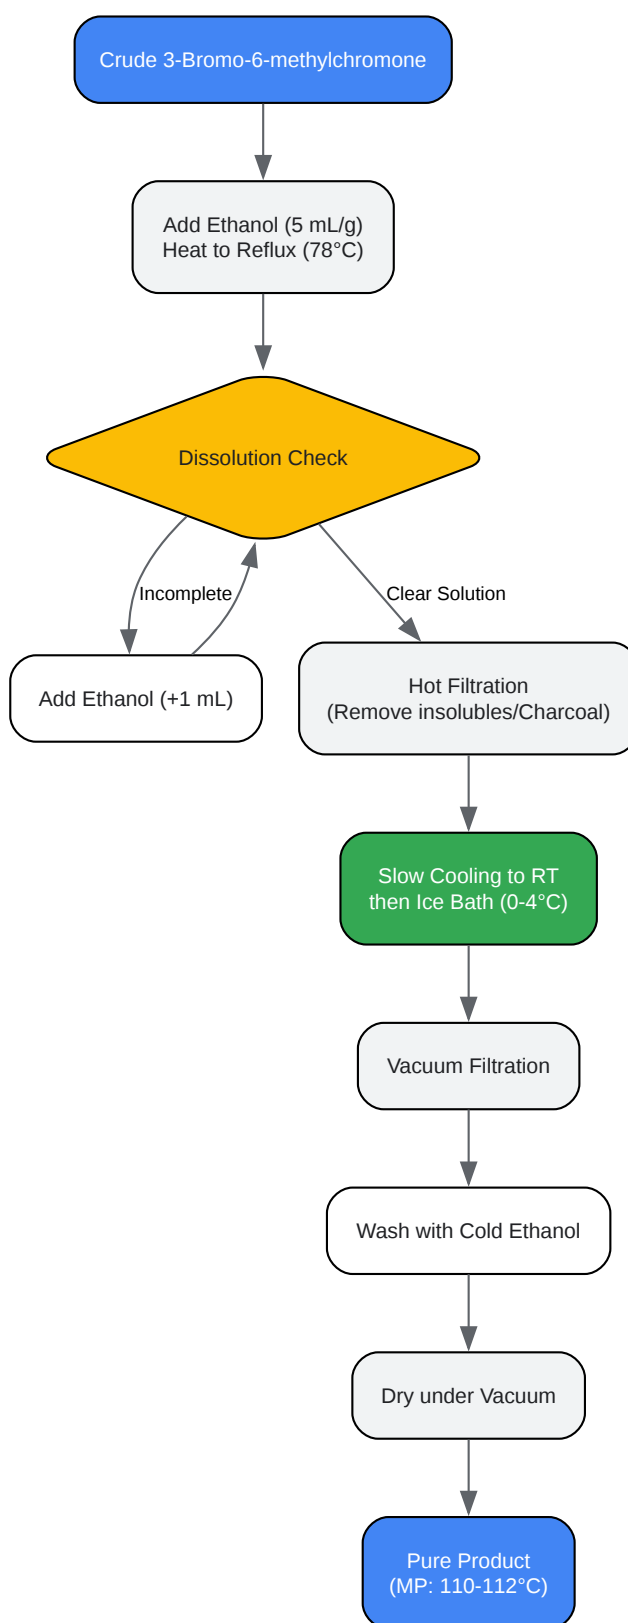 Crude 3-Bromo-6-methylchromone
Add Ethanol (5 mL/g)
Heat to Reflux (78°C)
Dissolution Check
Incomplete
Clear Solution
Add Ethanol (+1 mL)
Hot Filtration
(Remove insolubles/Charcoal)
Slow Cooling to RT
then Ice Bath (0-4°C)
Vacuum Filtration
Wash with Cold Ethanol
Dry under Vacuum
Pure Product
(MP: 110-112°C)